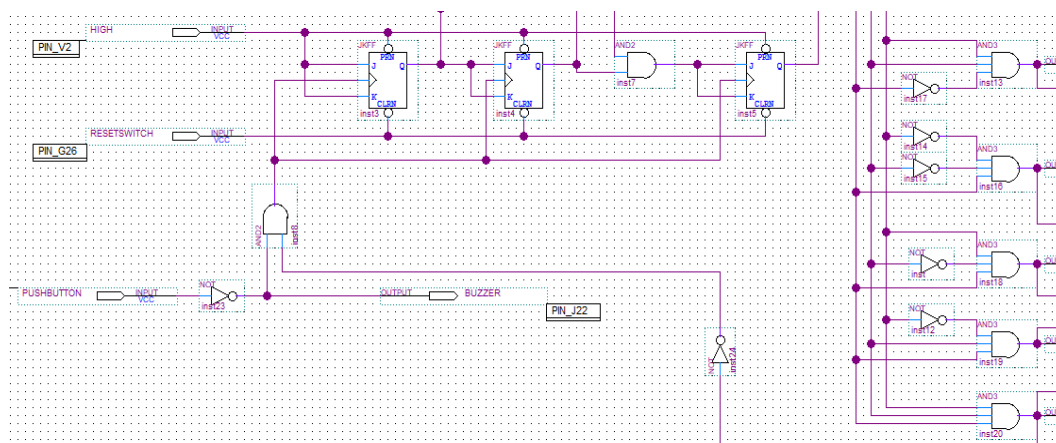 HIGH
INPUT
VCC
PIN_V2
JKFF
PRN
J
Q
K
CLRN
inst3
JKFF
PRN
J
Q
K
CLRN
inst4
AND2
inst7
JKFF
PRN
J
Q
K
CLRN
inst5
RESETSWITCH
INPUT
VCC
PIN_G26
AND2
inst8
PUSHBUTTON
INPUT
VCC
NOT
inst23
OUTPUT
BUZZER
PIN_J22
NOT
inst24
AND3
inst13
NOT
inst17
NOT
inst14
NOT
inst15
AND3
inst16
AND3
NOT
inst
inst18
NOT
inst12
AND3
inst19
AND3
inst20